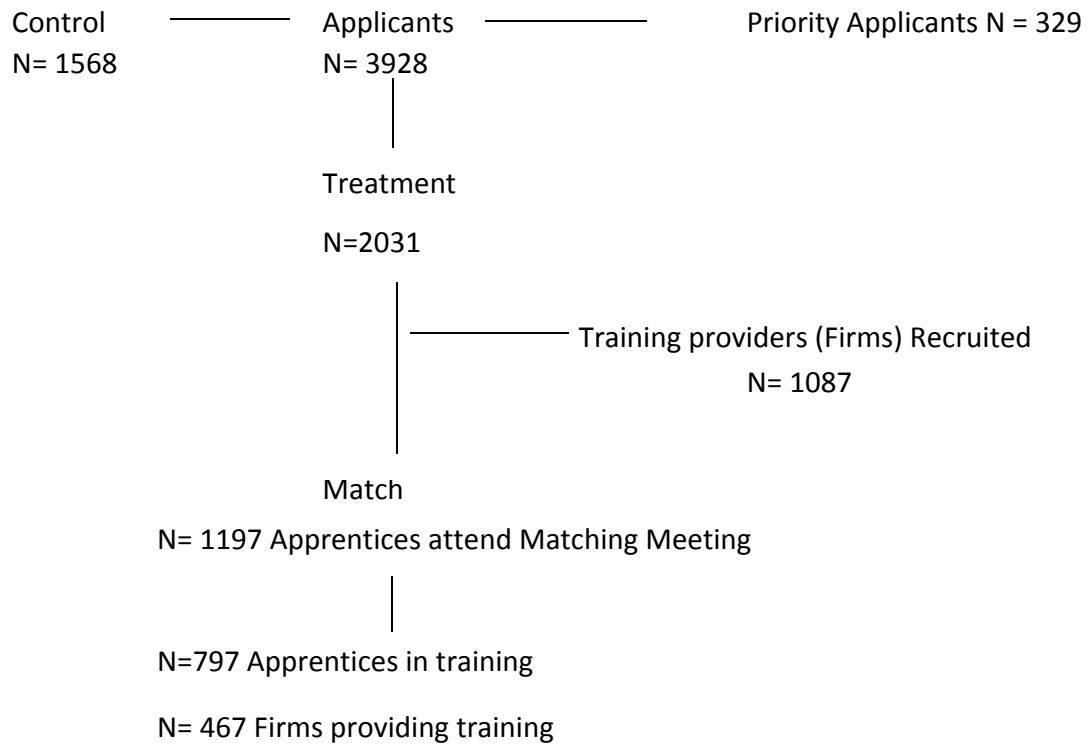 Control Applicants Priority Applicants N = 329
N= 1568 N= 3928
Treatment
N=2031
Training providers (Firms) Recruited
N= 1087
Match
N= 1197 Apprentices attend Matching Meeting
N=797 Apprentices in training
N= 467 Firms providing training